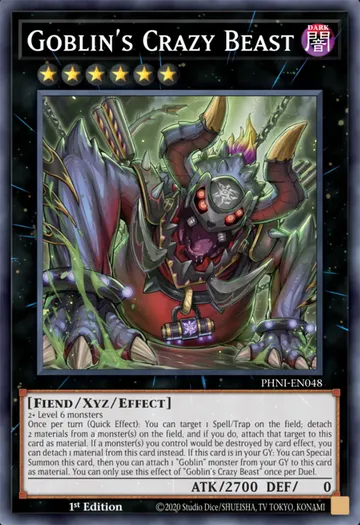 Goblin's Crazy Beast
DARK
闇
PHNI-EN048
[Fiend/Xyz/Effect]
2+ Level 6 monsters
Once per turn (Quick Effect): You can target 1 Spell/Trap on the field; detach
2 materials from a monster(s) on the field, and if you do, attach that target to this
card as material. If a monster(s) you control would be destroyed by card effect, you
can detach 1 material from this card instead. If this card is in your GY: You can Special
Summon this card, then you can attach 1 "Goblin" monster from your GY to this card
as material. You can only use this effect of "Goblin's Crazy Beast" once per Duel.
ATK/2700 DEF/ 0
1st Edition
©2020 Studio Dice/SHUEISHA, TV TOKYO, KONAMI